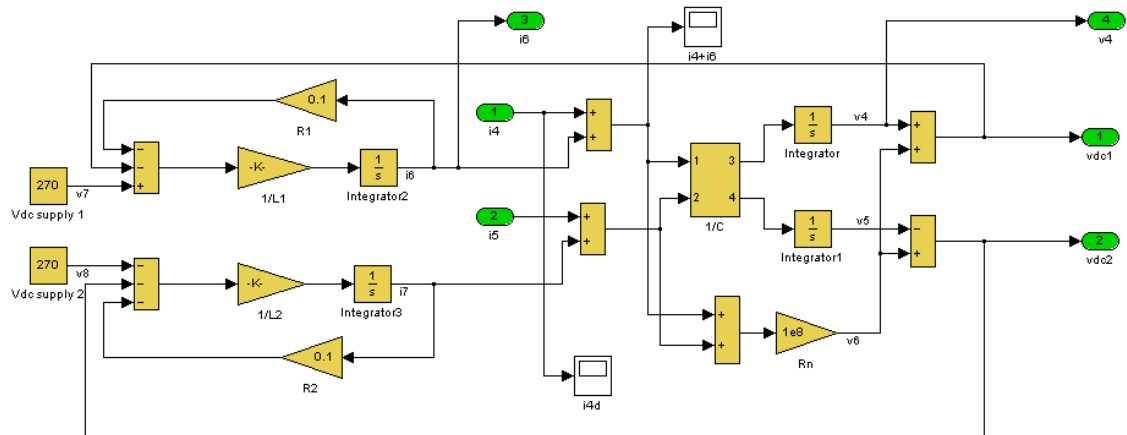 3
i6
i4+i6
4
v4
0.1
R1
1
i4
+
+
1
s
Integrator
v4
+
+
1
vdc1
−
−
+
-K-
1/L1
1
s
Integrator2
i6
270
v7
Vdc supply 1
1
2
3
4
1/C
2
i5
+
+
1
s
Integrator1
v5
−
+
2
vdc2
270
v8
Vdc supply 2
−
−
−
-K-
1/L2
1
s
Integrator3
i7
0.1
R2
+
+
1e8
Rn
v6
i4d